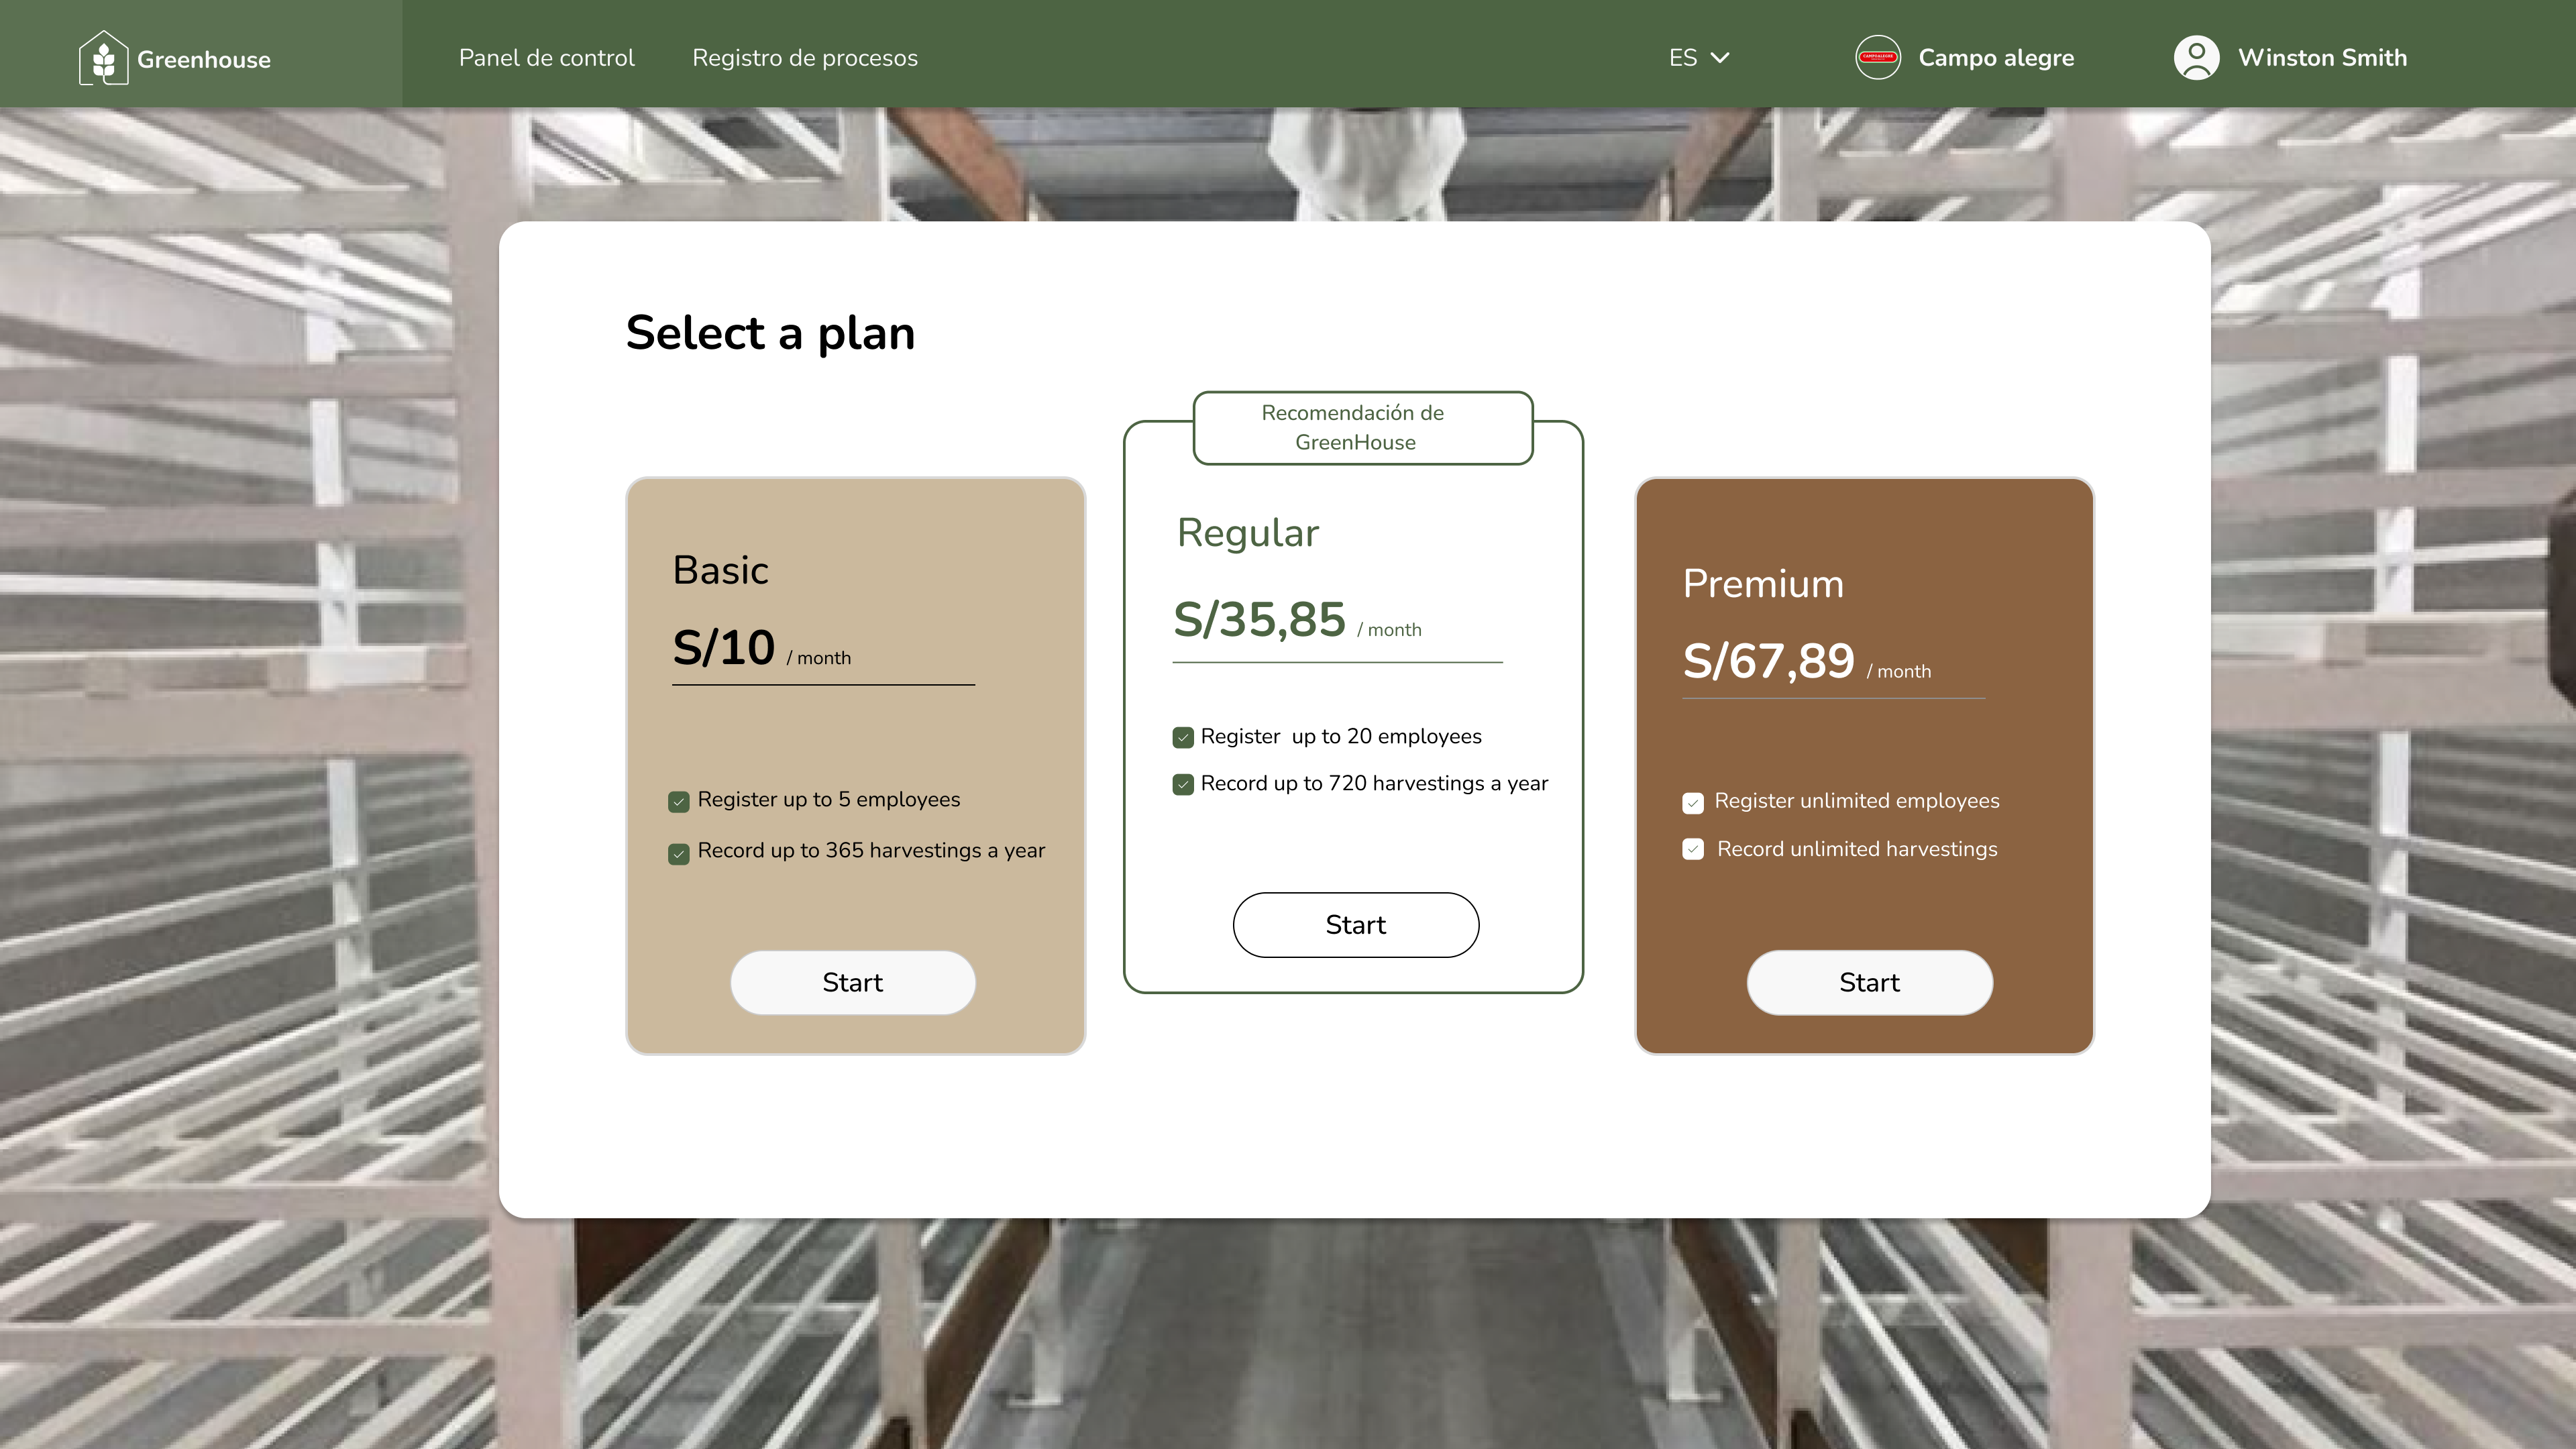 Greenhouse
Panel de control
Registro de procesos
ES
Campo alegre
Winston Smith
Select a plan
Basic
S/10 / month
Register up to 5 employees
Record up to 365 harvestings a year
Start
Recomendación de
GreenHouse
Regular
S/35,85 / month
Register  up to 20 employees
Record up to 720 harvestings a year
Start
Premium
S/67,89 / month
Register unlimited employees
Record unlimited harvestings
Start